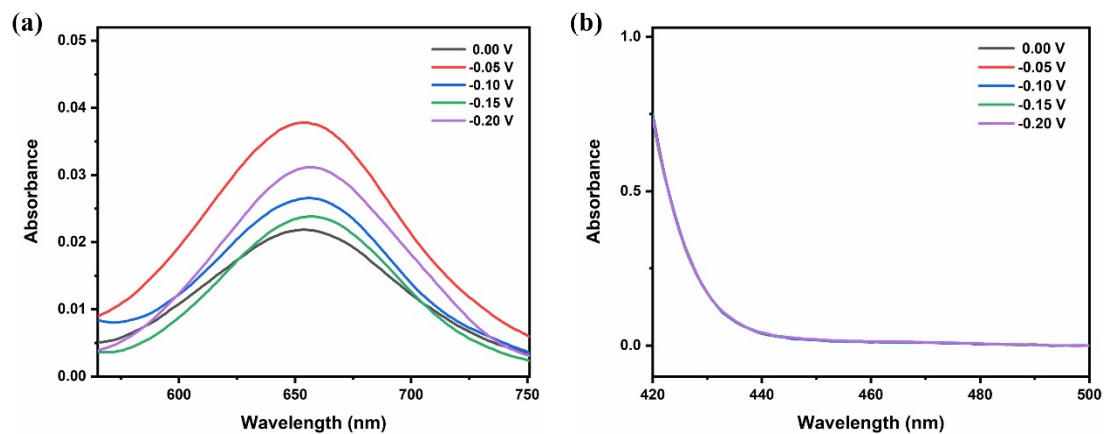 (a)
0.05
0.04
0.03
0.02
0.01
0.00
Absorbance
600
650
700
750
Wavelength (nm)
0.00 V
-0.05 V
-0.10 V
-0.15 V
-0.20 V
(b)
1.0
0.5
0.0
Absorbance
420
440
460
480
500
Wavelength (nm)
0.00 V
-0.05 V
-0.10 V
-0.15 V
-0.20 V